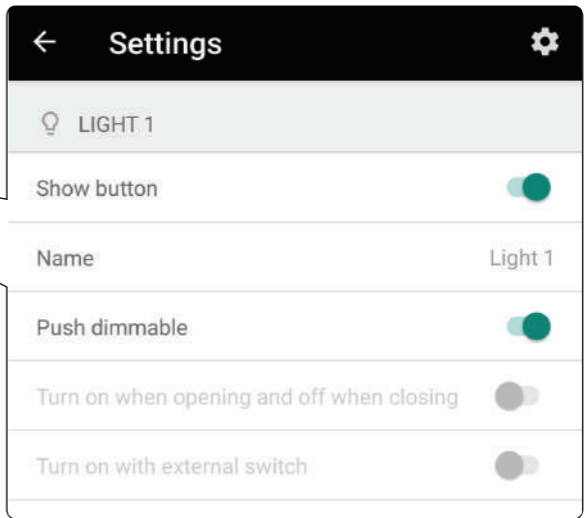 Settings
LIGHT 1
Show button
Name Light 1
Push dimmable
Turn on when opening and off when closing
Turn on with external switch